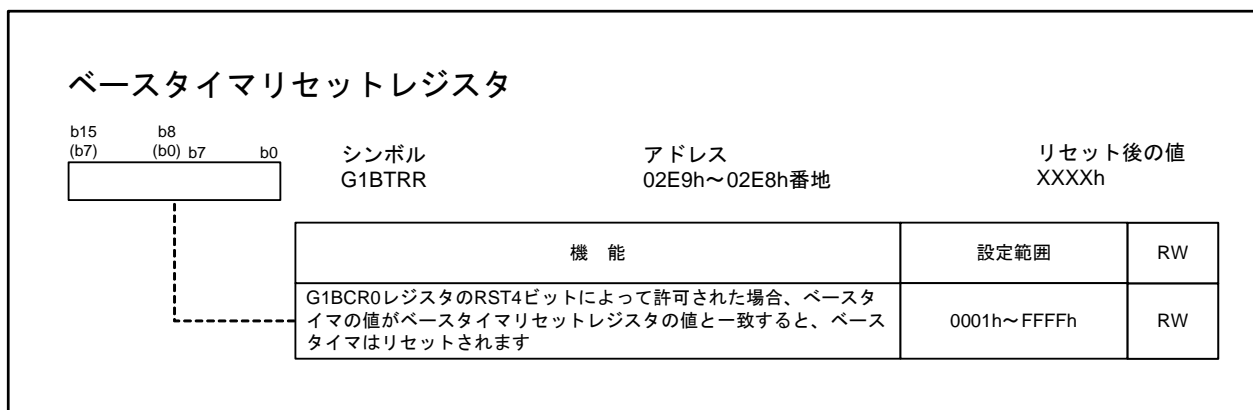 ベースタイマリセットレジスタ
b15 b8
(b7) (b0) b7 b0
シンボル アドレス リセット後の値
G1BTRR 02E9h～02E8h番地 XXXXh
機 能 設定範囲 RW
G1BCR0レジスタのRST4ビットによって許可された場合、ベースタ
イマの値がベースタイマリセットレジスタの値と一致すると、ベース
タイマはリセットされます
0001h～FFFFh RW